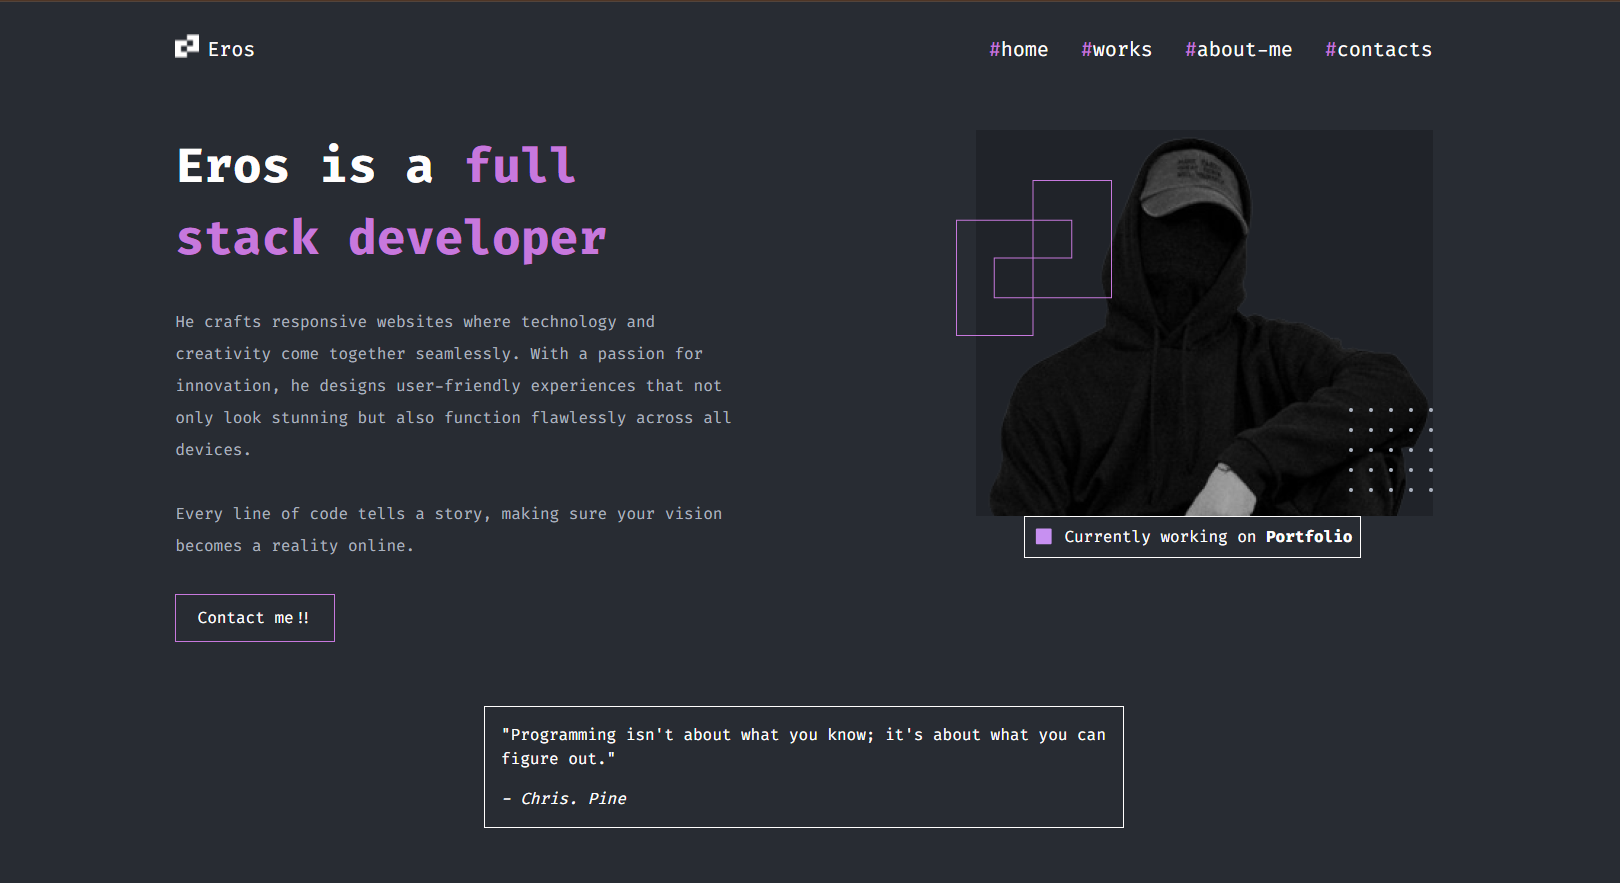 Eros
#home #works #about-me #contacts
Eros is a full
stack developer
He crafts responsive websites where technology and
creativity come together seamlessly. With a passion for
innovation, he designs user-friendly experiences that not
only look stunning but also function flawlessly across all
devices.
Every line of code tells a story, making sure your vision
becomes a reality online.
Contact me!!
Currently working on Portfolio
"Programming isn't about what you know; it's about what you can
figure out."
- Chris. Pine